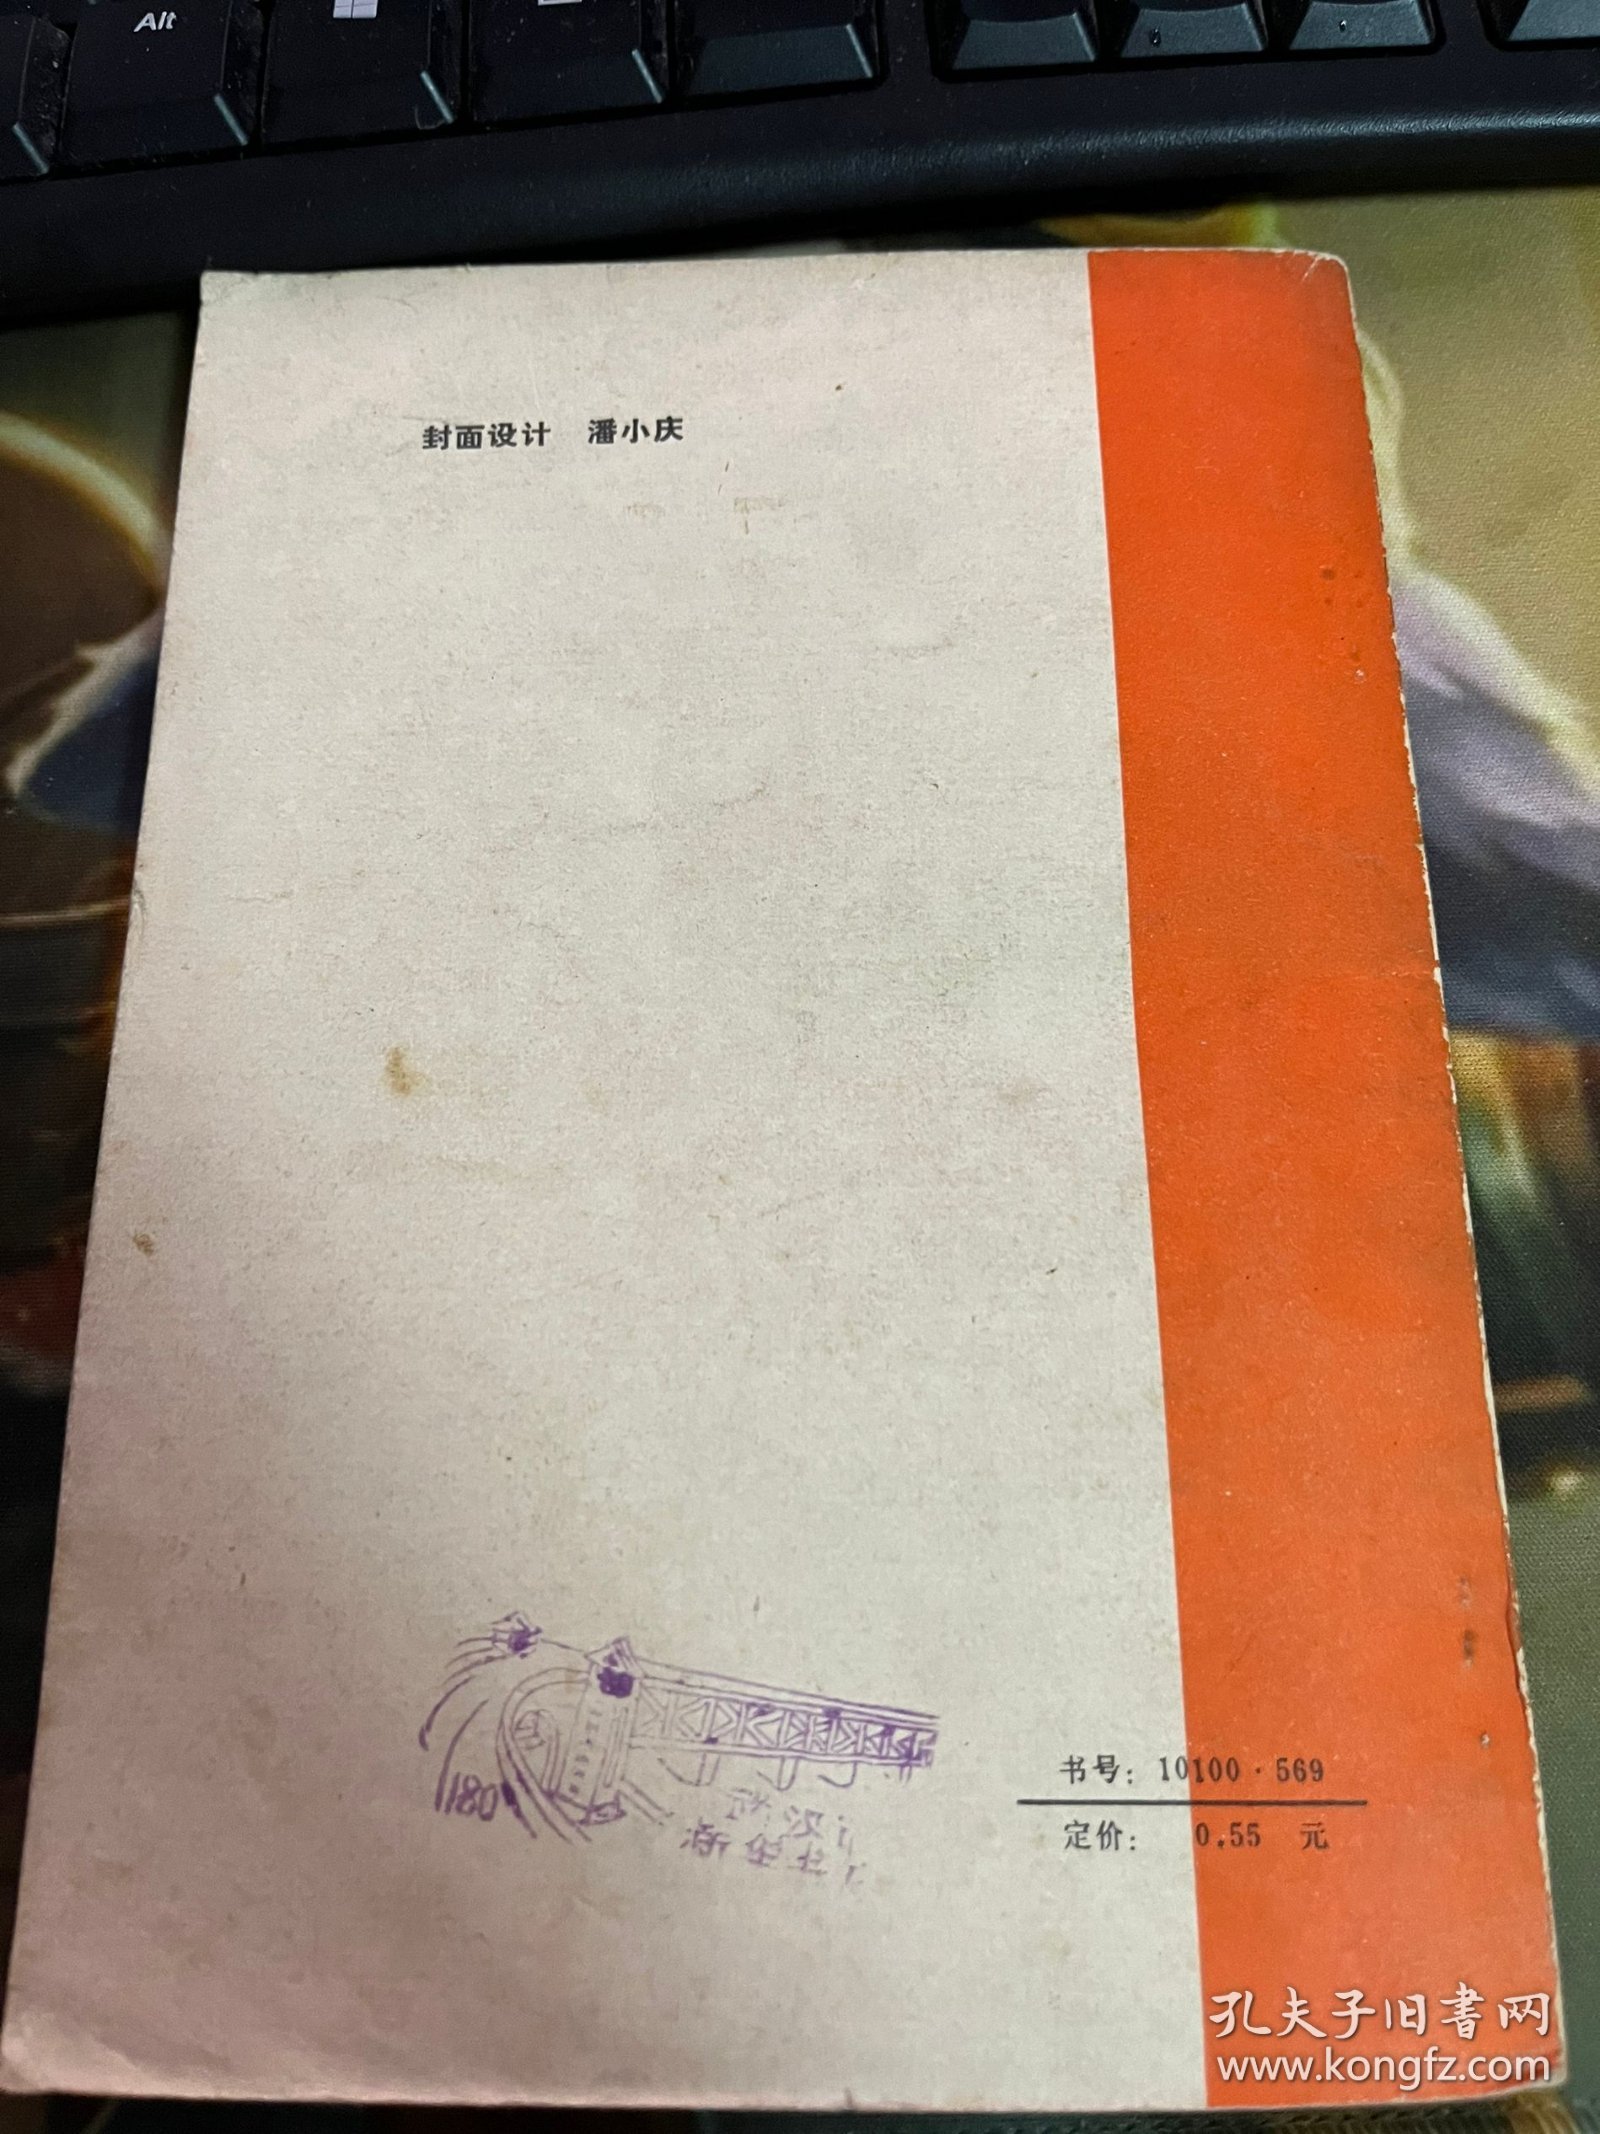 Alt
封面设计 潘小庆
书号：10100·569
定价： 0.55 元
孔夫子旧书网
www.kongfz.com